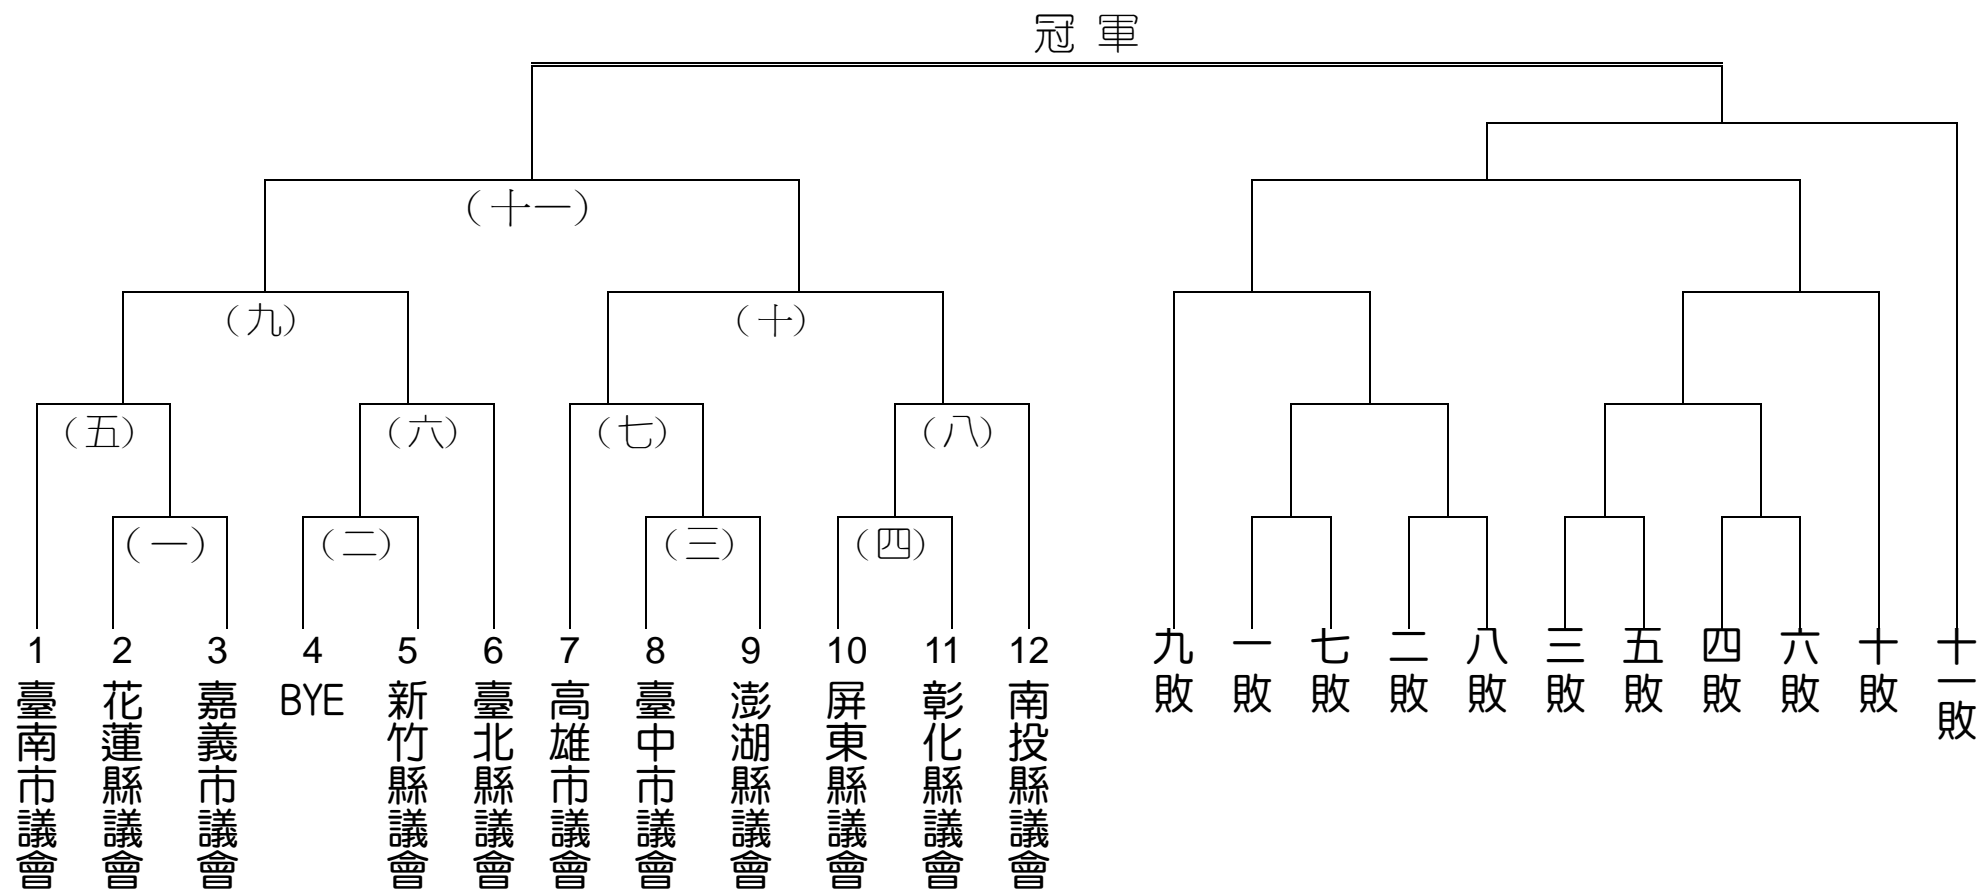 冠 軍
（十一）
（九）
（十）
（五）
（六）
（七）
（八）
（一）
（二）
（三）
（四）
1 2 3 4 5 6 7 8 9 10 11 12
臺南市議會
花蓮縣議會
嘉義市議會
BYE
新竹縣議會
臺北縣議會
高雄市議會
臺中市議會
澎湖縣議會
屏東縣議會
彰化縣議會
南投縣議會
九敗
一敗
七敗
二敗
八敗
三敗
五敗
四敗
六敗
十敗
十一敗